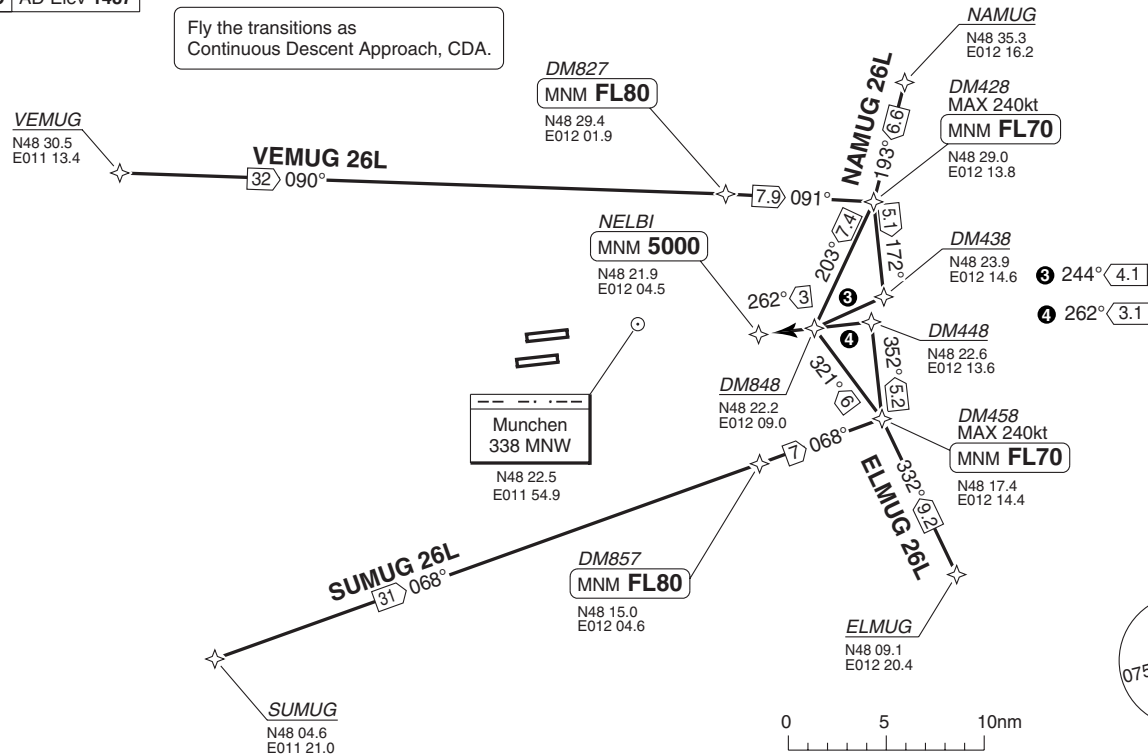 AD Elev 1487
Fly the transitions as
Continuous Descent Approach, CDA.
NAMUG
N48 35.3
E012 16.2
DM827
MNM FL80
N48 29.4
E012 01.9
DM428
MAX 240kt
MNM FL70
N48 29.0
E012 13.8
VEMUG
N48 30.5
E011 13.4
VEMUG 26L
32 090°
7.9 091°
NAMUG 26L
193° 6.6
203° 7.4
5.1 172°
NELBI
MNM 5000
N48 21.9
E012 04.5
DM438
N48 23.9
E012 14.6
3 244° 4.1
4 262° 3.1
262° 3
3
4
DM448
N48 22.6
E012 13.6
DM848
N48 22.2
E012 09.0
321° 6
352° 5.2
Munchen
338 MNW
N48 22.5
E011 54.9
DM458
MAX 240kt
MNM FL70
N48 17.4
E012 14.4
7 068°
332° 9.2
ELMUG 26L
SUMUG 26L
31 068°
DM857
MNM FL80
N48 15.0
E012 04.6
ELMUG
N48 09.1
E012 20.4
075
SUMUG
N48 04.6
E011 21.0
0 5 10nm